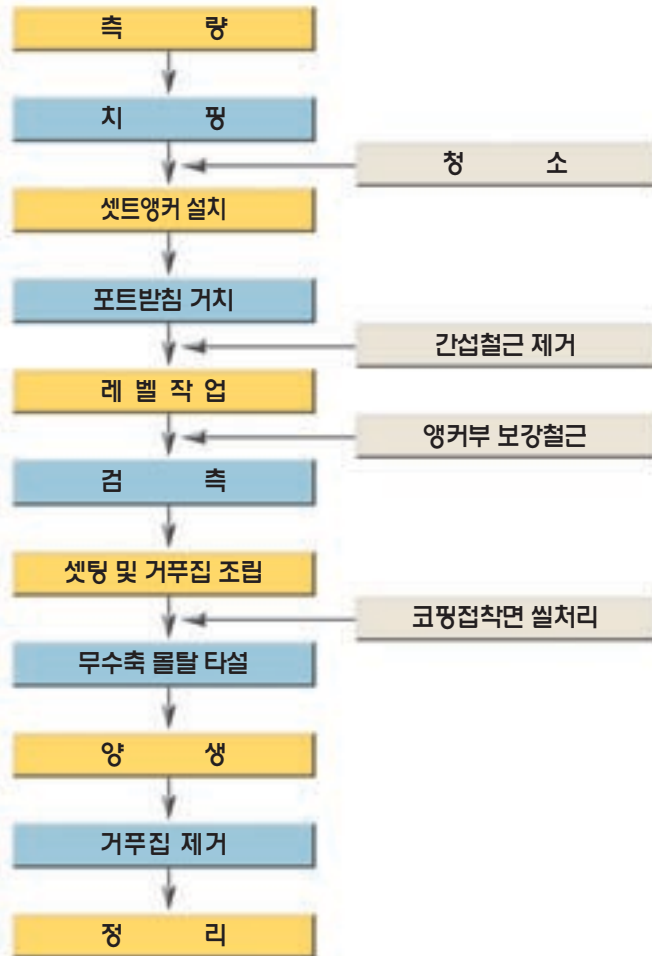 측 량
치 핑
청 소
셋트앵커 설치
포트받침 거치
간섭철근 제거
레 벨 작 업
앵커부 보강철근
검 측
셋팅 및 거푸집 조립
코핑접착면 씰처리
무수축 몰탈 타설
양 생
거푸집 제거
정 리